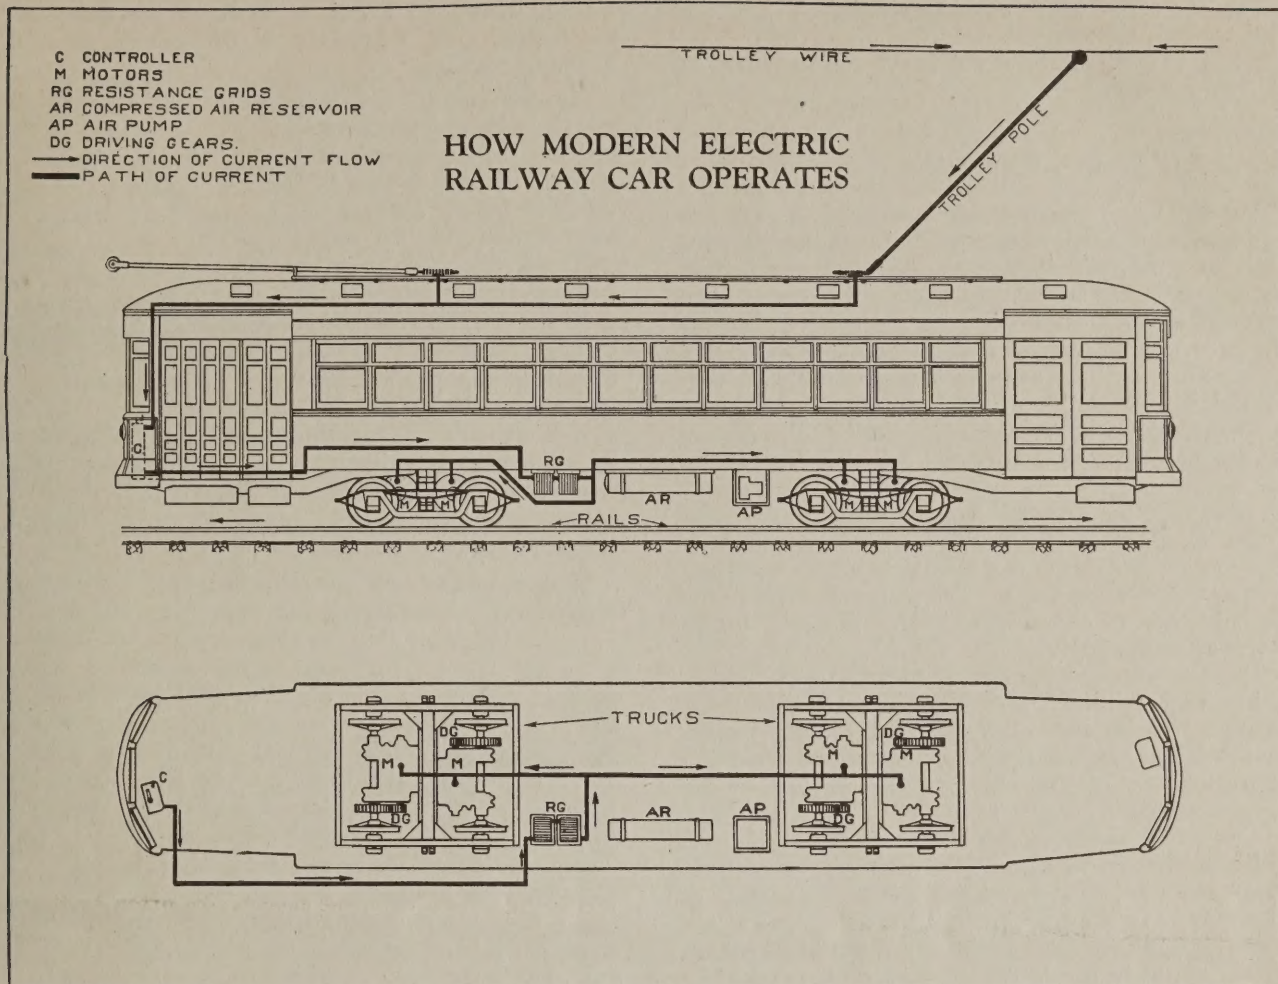 C CONTROLLER
M MOTORS
RG RESISTANCE GRIDS
AR COMPRESSED AIR RESERVOIR
AP AIR PUMP
DG DRIVING GEARS.
DIRECTION OF CURRENT FLOW
PATH OF CURRENT
HOW MODERN ELECTRIC
RAILWAY CAR OPERATES
TROLLEY WIRE
TROLLEY POLE
C
RG
AR
AP
M
M
M
M
RAILS
TRUCKS
DG
DG
M
M
M
M
C
RG
AR
AP
DG
DG